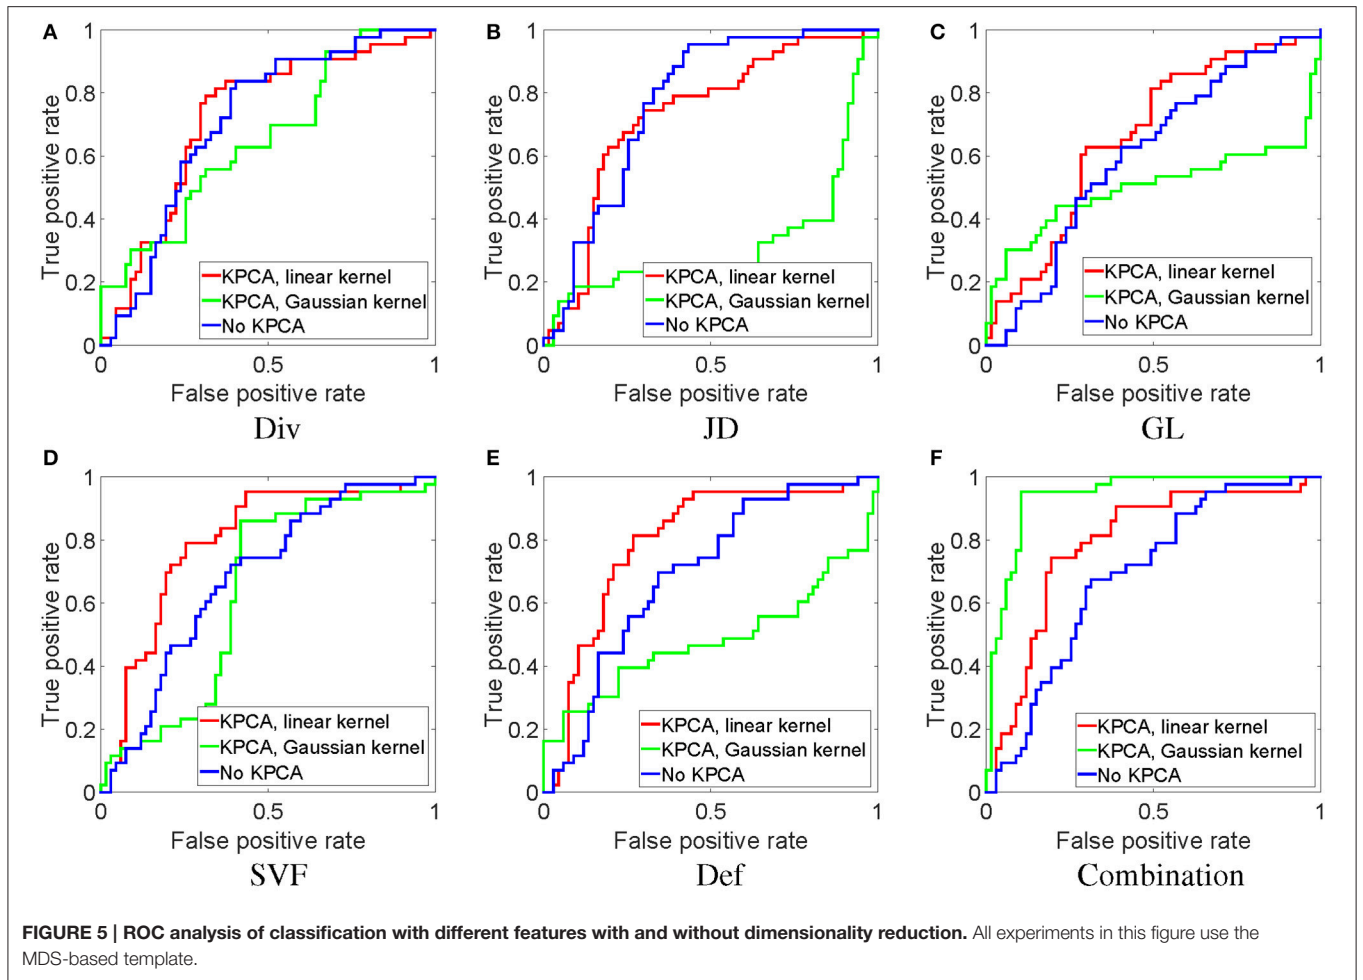 A
True positive rate
1
0.8
0.6
0.4
0.2
0
KPCA, linear kernel
KPCA, Gaussian kernel
No KPCA
0
0.5
1
False positive rate
Div
B
True positive rate
1
0.8
0.6
0.4
0.2
0
KPCA, linear kernel
KPCA, Gaussian kernel
No KPCA
0
0.5
1
False positive rate
JD
C
True positive rate
1
0.8
0.6
0.4
0.2
0
KPCA, linear kernel
KPCA, Gaussian kernel
No KPCA
0
0.5
1
False positive rate
GL
D
True positive rate
1
0.8
0.6
0.4
0.2
0
KPCA, linear kernel
KPCA, Gaussian kernel
No KPCA
0
0.5
1
False positive rate
SVF
E
True positive rate
1
0.8
0.6
0.4
0.2
0
KPCA, linear kernel
KPCA, Gaussian kernel
No KPCA
0
0.5
1
False positive rate
Def
F
True positive rate
1
0.8
0.6
0.4
0.2
0
KPCA, linear kernel
KPCA, Gaussian kernel
No KPCA
0
0.5
1
False positive rate
Combination
FIGURE 5 | ROC analysis of classification with different features with and without dimensionality reduction. All experiments in this figure use the
MDS-based template.